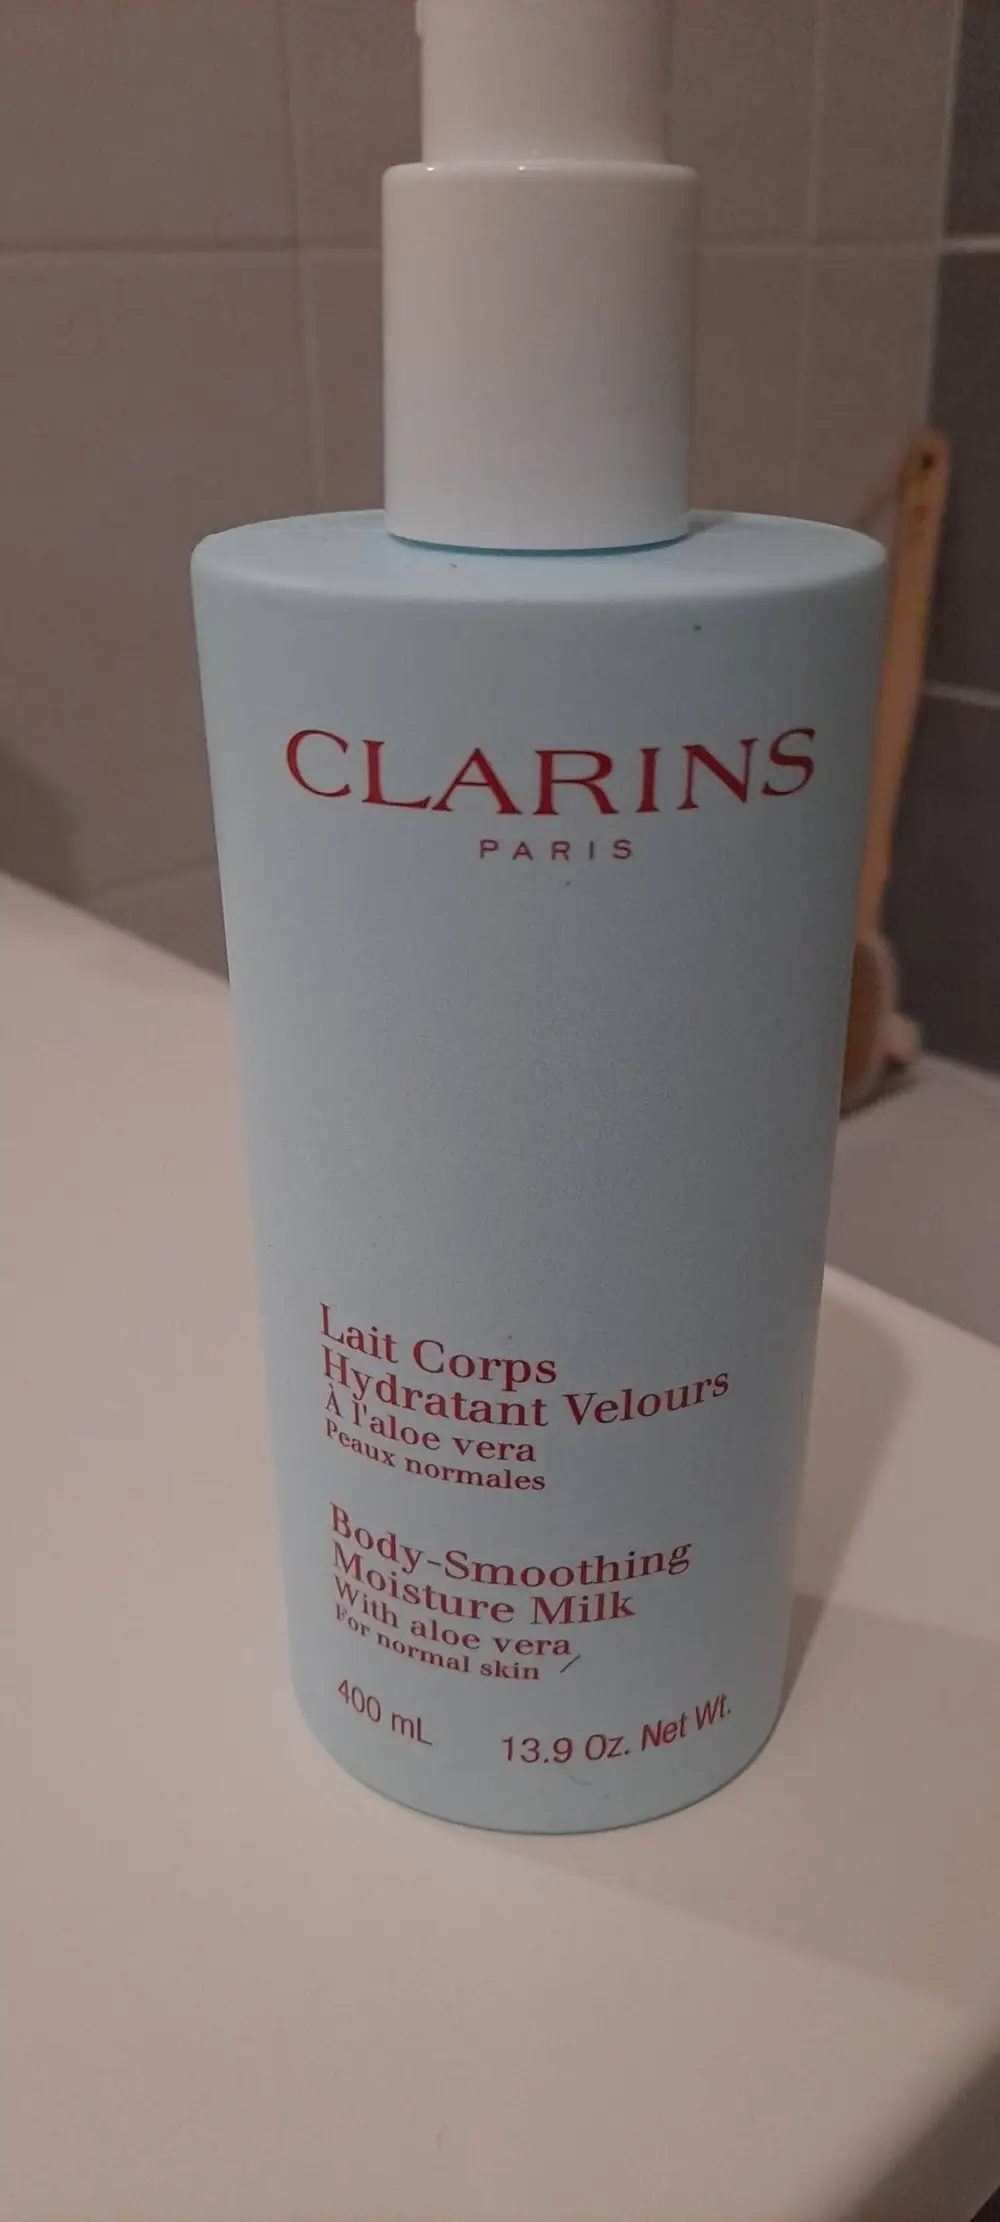 CLARINS
PARIS
Lait Corps
Hydratant Velours
À l'aloe vera
Peaux normales
Body-Smoothing
Moisture Milk
With aloe vera
For normal skin
400 mL 13.9 Oz. Net Wt.